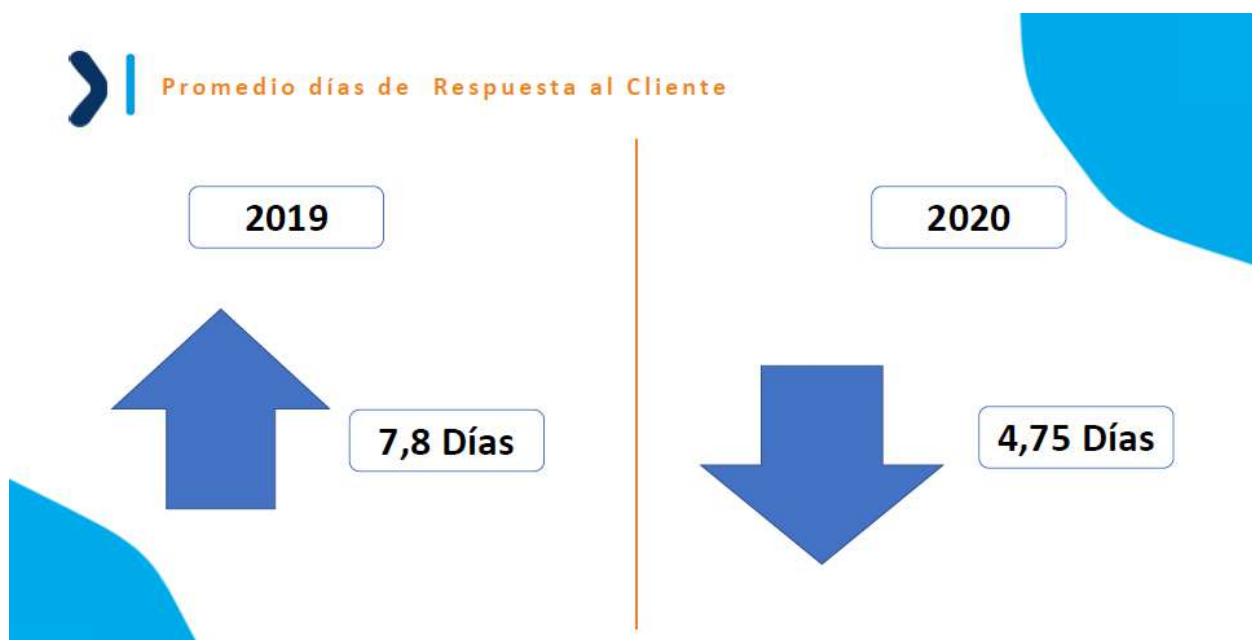 Promedio días de Respuesta al Cliente
2019
7,8 Días
2020
4,75 Días